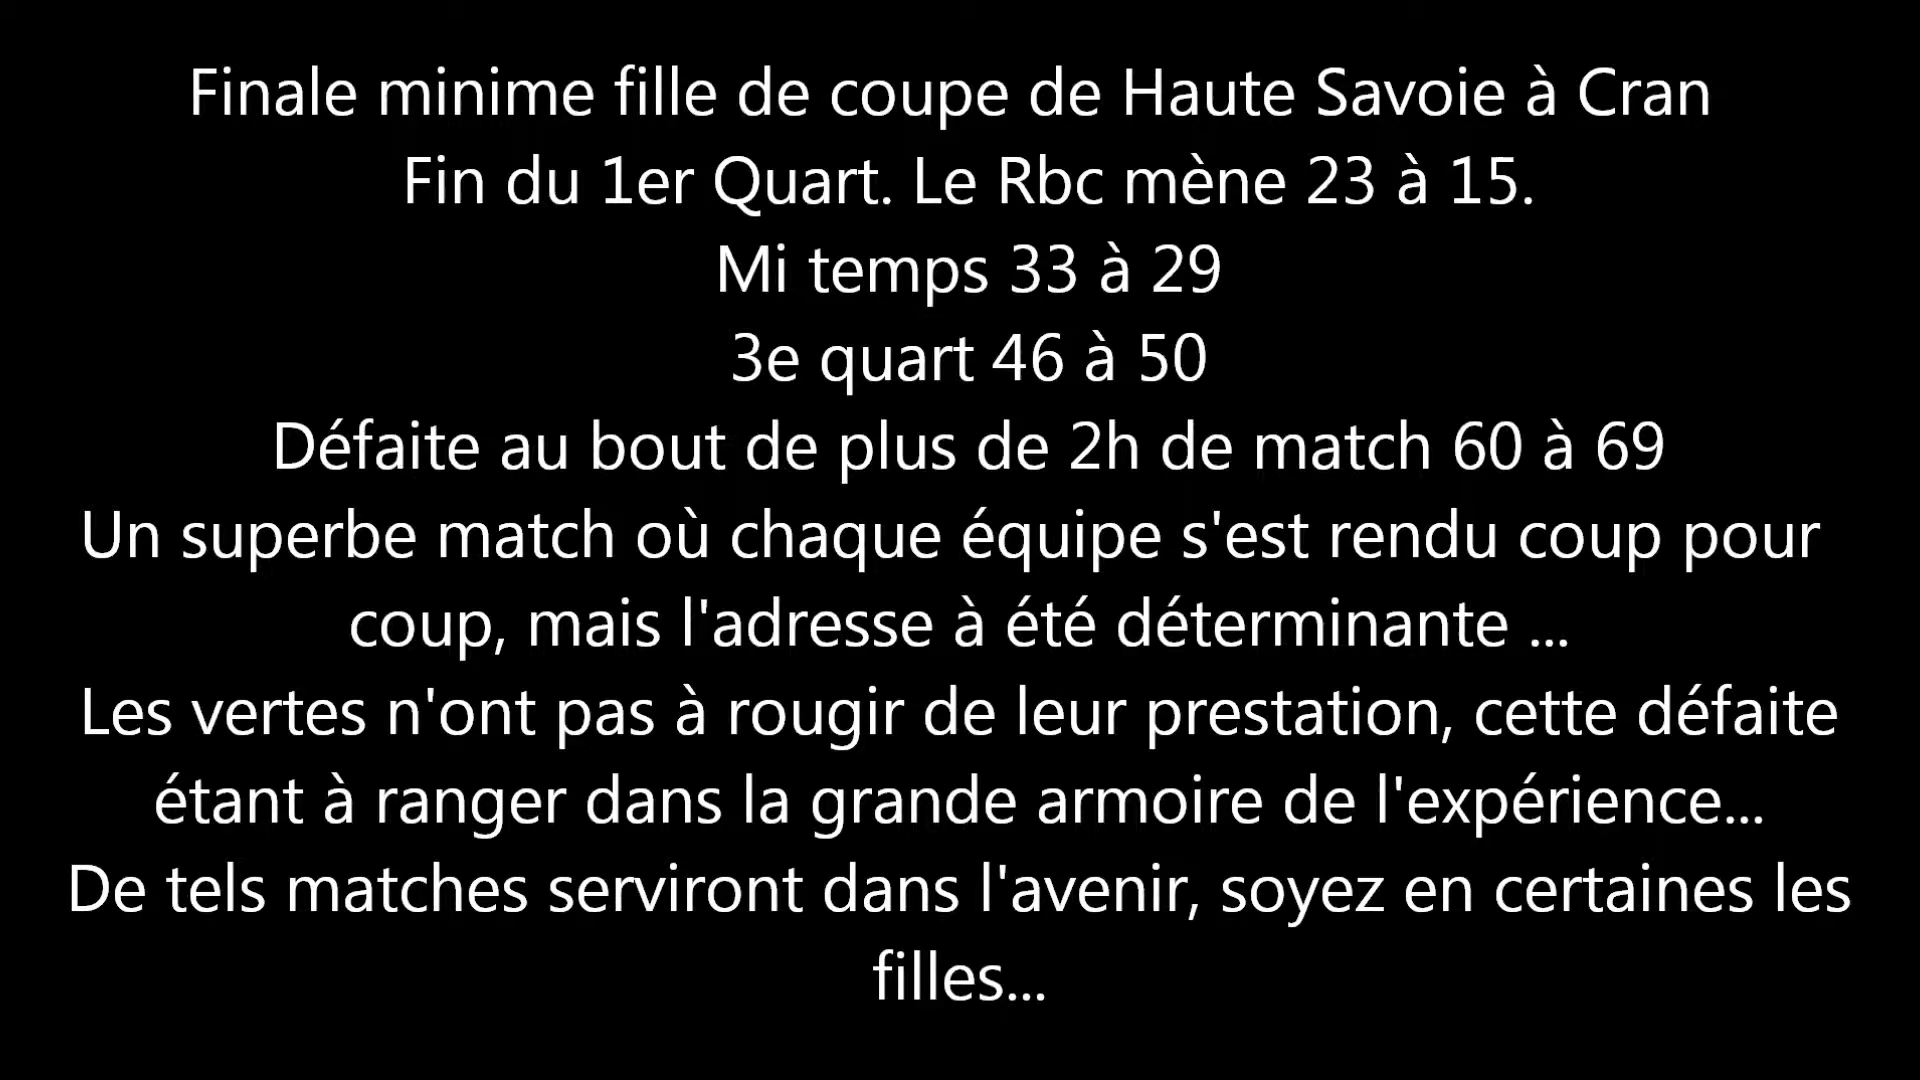 Finale minime fille de coupe de Haute Savoie à Cran
Fin du 1er Quart. Le Rbc mène 23 à 15.
Mi temps 33 à 29
3e quart 46 à 50
Défaite au bout de plus de 2h de match 60 à 69
Un superbe match où chaque équipe s'est rendu coup pour
coup, mais l'adresse à été déterminante ...
Les vertes n'ont pas à rougir de leur prestation, cette défaite
étant à ranger dans la grande armoire de l'expérience...
De tels matches serviront dans l'avenir, soyez en certaines les
filles...